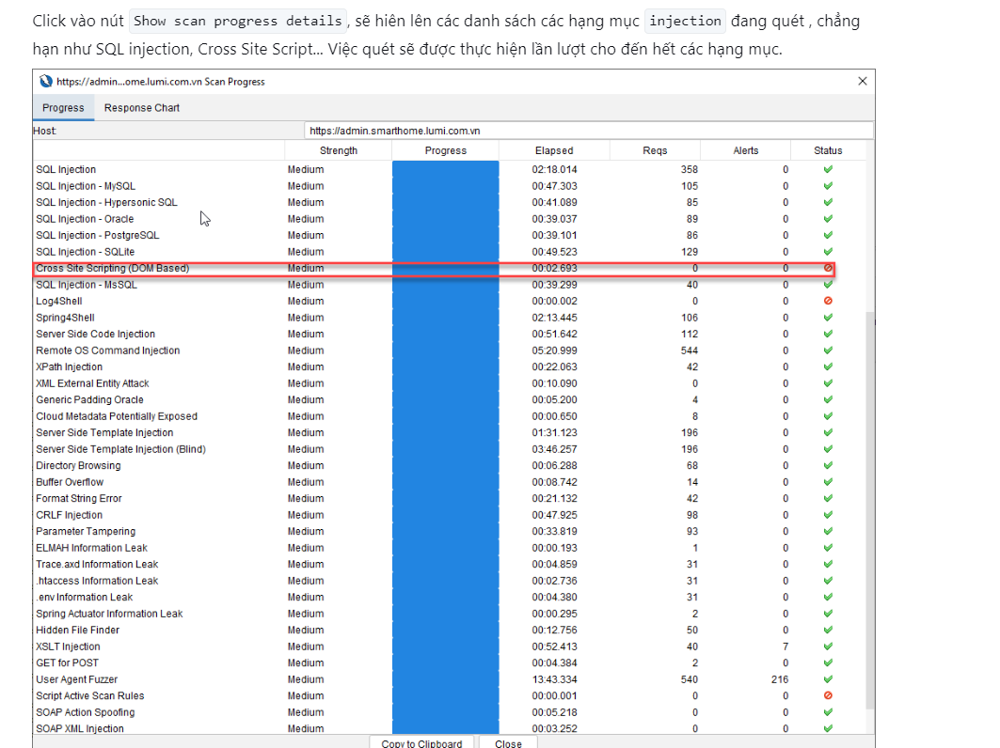 Click vào nút Show scan progress details, sẽ hiên lên các danh sách các hạng mục injection đang quét , chẳng
hạn như SQL injection, Cross Site Script... Việc quét sẽ được thực hiện lần lượt cho đến hết các hạng mục.
https://admin...ome.lumi.com.vn Scan Progress
Progress Response Chart
Host: https://admin.smarthome.lumi.com.vn
Strength Progress Elapsed Reqs Alerts Status
SQL Injection Medium 02:18.014 358 0
SQL Injection - MySQL Medium 00:47.303 105 0
SQL Injection - Hypersonic SQL Medium 00:41.089 85 0
SQL Injection - Oracle Medium 00:39.037 89 0
SQL Injection - PostgreSQL Medium 00:39.101 86 0
SQL Injection - SQLite Medium 00:49.523 129 0
Cross Site Scripting (DOM Based) Medium 00:02.693 0 0
SQL Injection - MsSQL Medium 00:39.299 40 0
Log4Shell Medium 00:00.002 0 0
Spring4Shell Medium 02:13.445 106 0
Server Side Code Injection Medium 00:51.642 112 0
Remote OS Command Injection Medium 05:20.999 544 0
XPath Injection Medium 00:22.063 42 0
XML External Entity Attack Medium 00:10.090 0 0
Generic Padding Oracle Medium 00:05.200 4 0
Cloud Metadata Potentially Exposed Medium 00:00.650 8 0
Server Side Template Injection Medium 01:31.123 196 0
Server Side Template Injection (Blind) Medium 03:46.257 196 0
Directory Browsing Medium 00:06.288 68 0
Buffer Overflow Medium 00:08.742 14 0
Format String Error Medium 00:21.132 42 0
CRLF Injection Medium 00:47.925 98 0
Parameter Tampering Medium 00:33.819 93 0
ELMAH Information Leak Medium 00:00.193 1 0
Trace.axd Information Leak Medium 00:04.859 31 0
.htaccess Information Leak Medium 00:02.736 31 0
.env Information Leak Medium 00:04.380 31 0
Spring Actuator Information Leak Medium 00:00.295 2 0
Hidden File Finder Medium 00:12.756 50 0
XSLT Injection Medium 00:52.413 40 7
GET for POST Medium 00:04.384 2 0
User Agent Fuzzer Medium 13:43.334 540 216
Script Active Scan Rules Medium 00:00.001 0 0
SOAP Action Spoofing Medium 00:05.218 0 0
SOAP XML Injection Medium 00:03.252 0 0
Copy to Clipboard Close